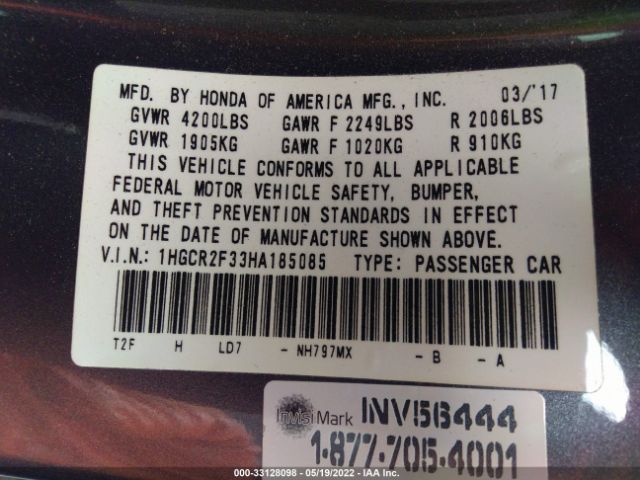 MFD. BY HONDA OF AMERICA MFG., INC. 03/'17
GVWR 4200LBS GAWR F 2249LBS R 2006LBS
GVWR 1905KG GAWR F 1020KG R 910KG
THIS VEHICLE CONFORMS TO ALL APPLICABLE
FEDERAL MOTOR VEHICLE SAFETY, BUMPER,
AND THEFT PREVENTION STANDARDS IN EFFECT
ON THE DATE OF MANUFACTURE SHOWN ABOVE.
V.I.N.: 1HGCR2F33HA185085 TYPE: PASSENGER CAR
T2F H LD7 - NH797MX - B - A
InvisiMark INV56444
1-877-705-4001
000-33128098 - 05/19/2022 - IAA Inc.